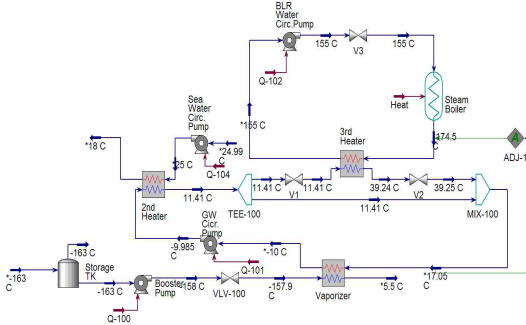 BLR
Water
Circ.Pump
155 C
V3
155 C
Q-102
Sea
Water
Circ.
Pump
*155 C
Heat
Steam
Boiler
*18 C
*24.99
C
*25 C
Q-104
3rd
Heater
174.5
C
A
ADJ-1
2nd
Heater
11.41 C
TEE-100
11.41 C
V1
11.41 C
39.24 C
V2
39.25 C
11.41 C
MIX-100
GW
Cicr.
Pump
-9.985
C
*-10 C
Q-101
*-163
C
-163 C
Storage
TK
-163 C
Booster
Pump
-158 C
VLV-100
-157.9
C
Vaporizer
*5.5 C
*17.05
C
Q-100